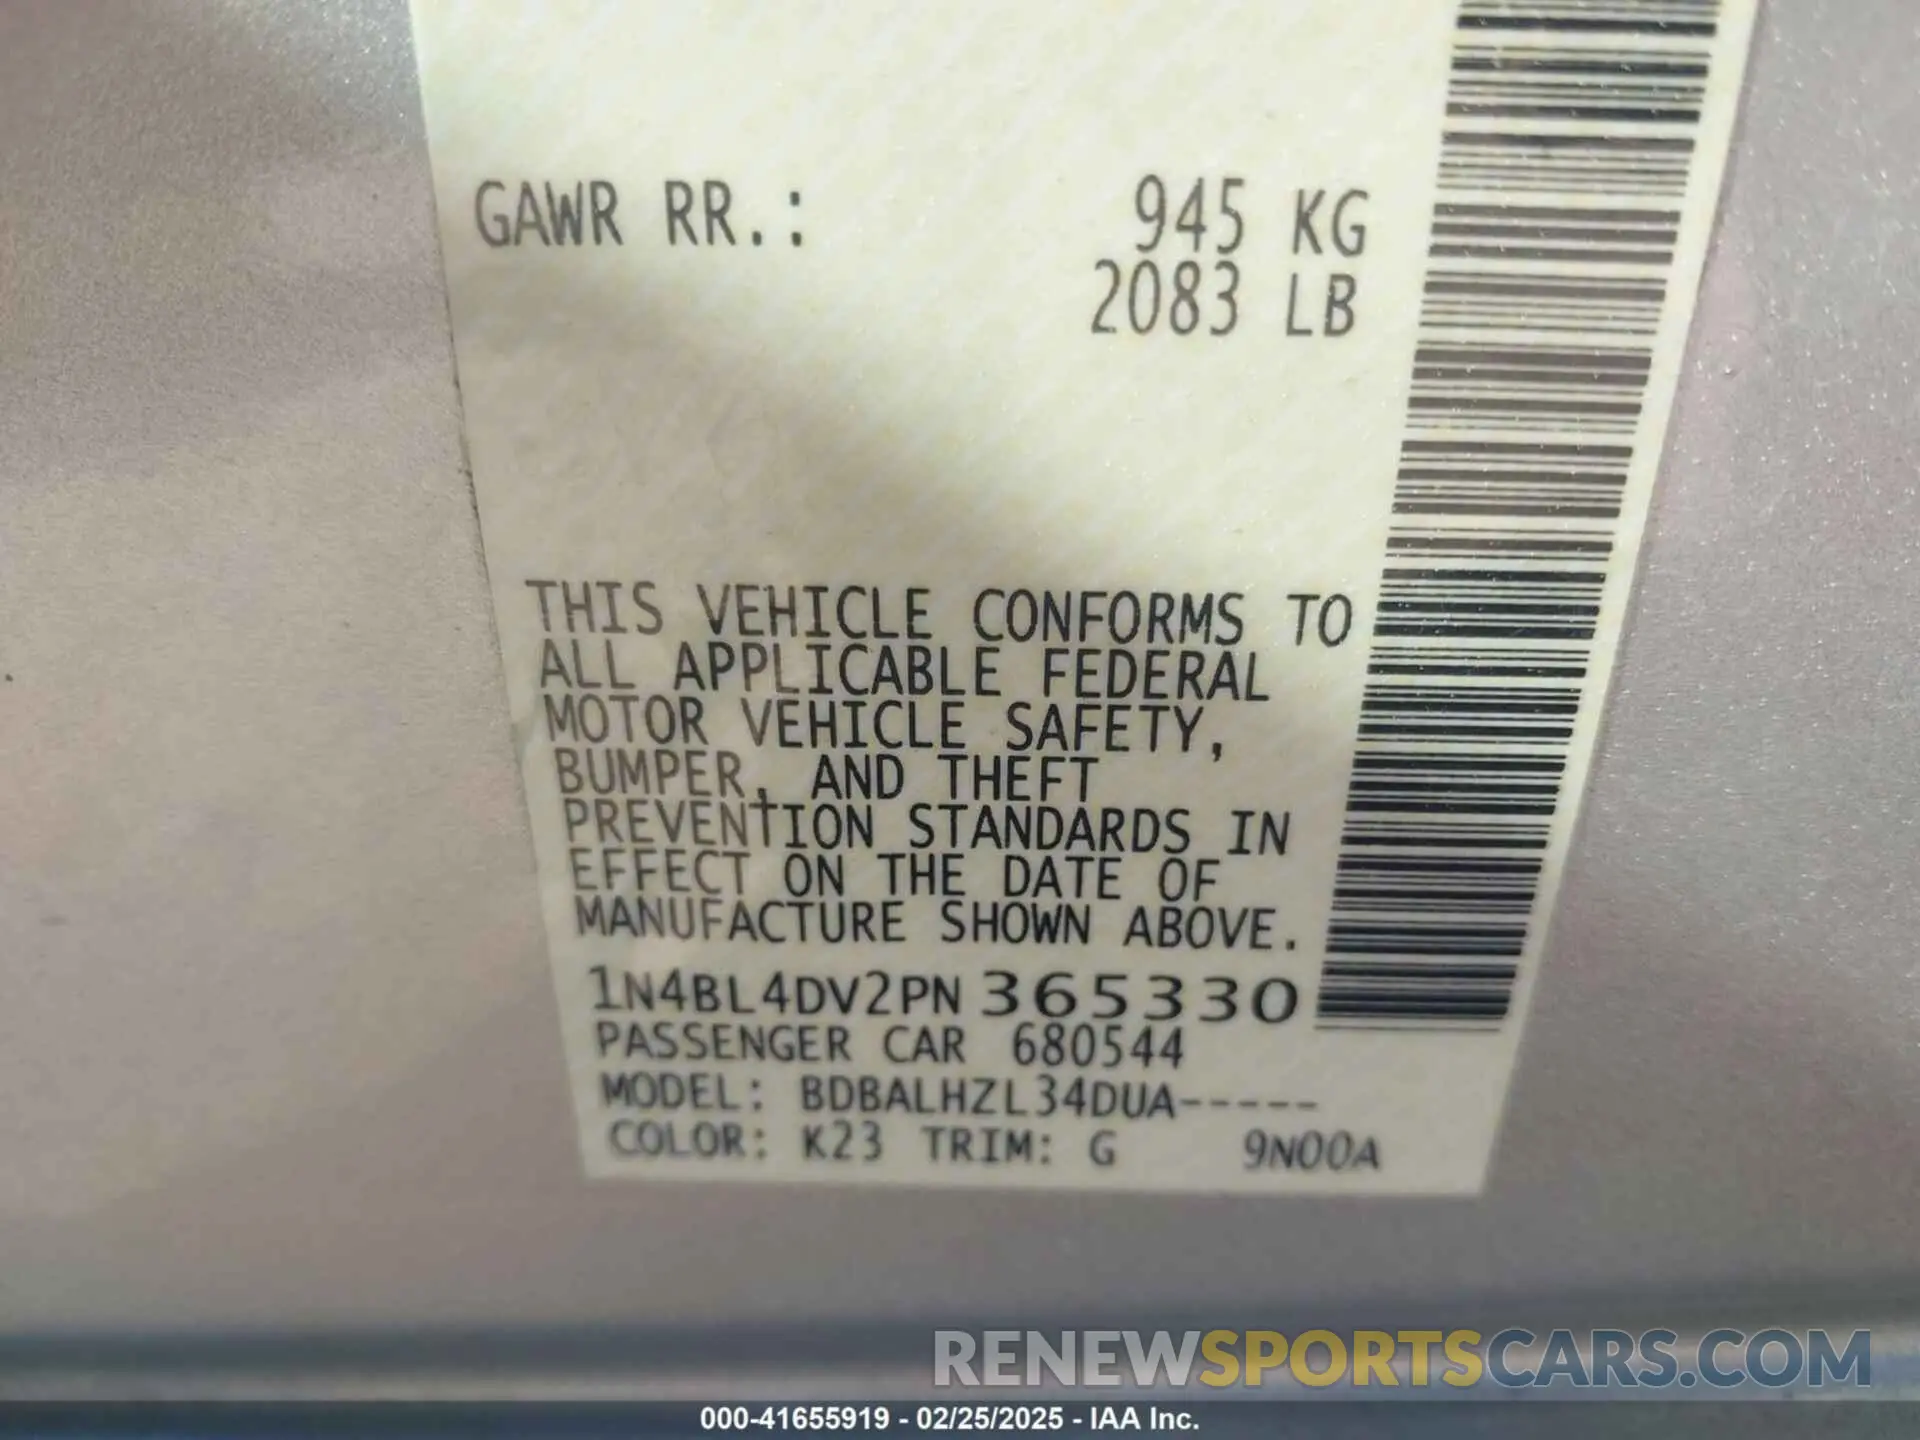 GAWR RR.: 945 KG
2083 LB
THIS VEHICLE CONFORMS TO
ALL APPLICABLE FEDERAL
MOTOR VEHICLE SAFETY,
BUMPER, AND THEFT
PREVENTION STANDARDS IN
EFFECT ON THE DATE OF
MANUFACTURE SHOWN ABOVE.
1N4BL4DV2PN365330
PASSENGER CAR 680544
MODEL: BDBALHZL34DUA-----
COLOR: K23 TRIM: G 9N00A
RENEWSPORTSCARS.COM
000-41655919 - 02/25/2025 - IAA Inc.